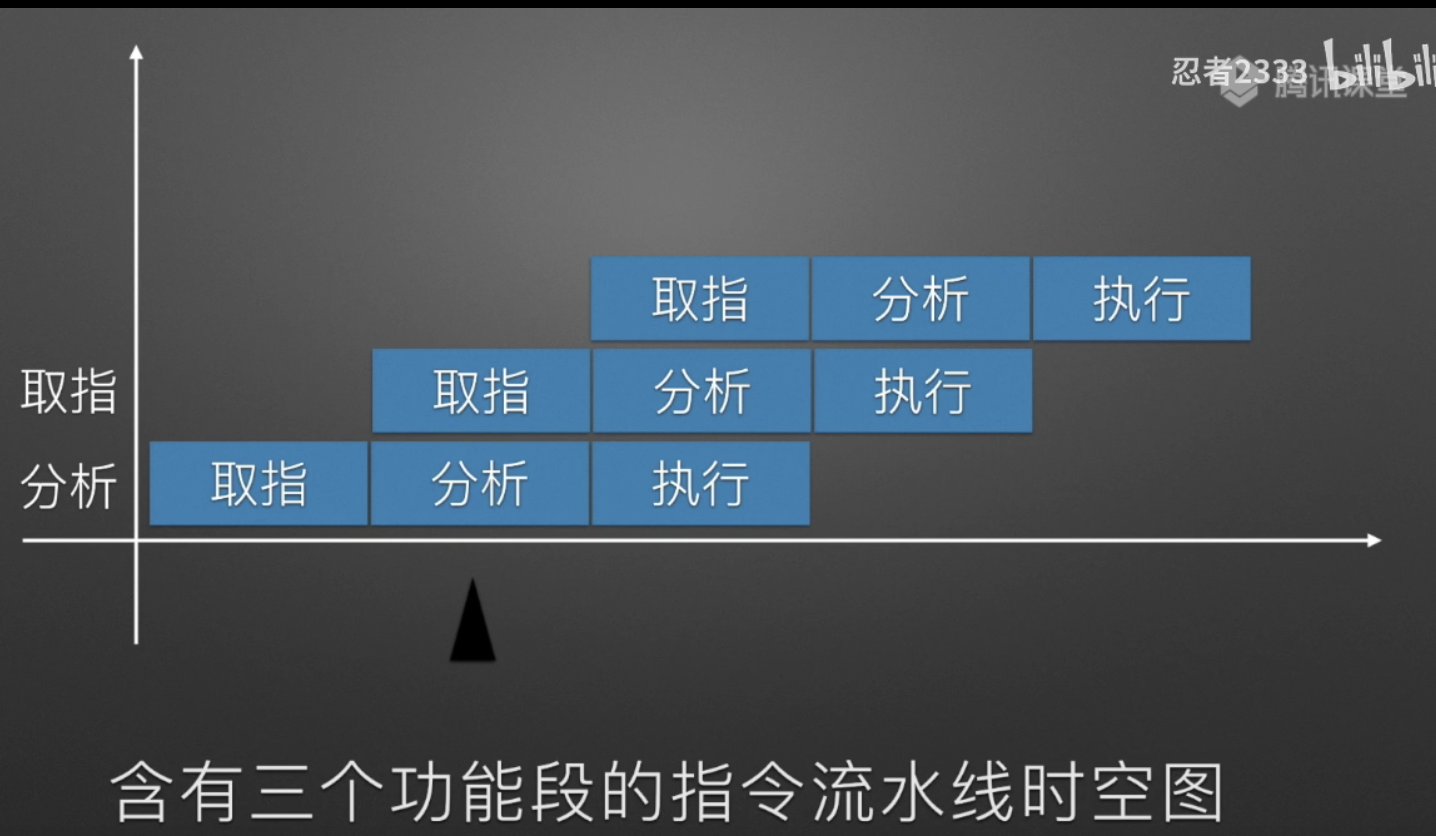 忍者2333 bilibili
腾讯课堂
取指 分析 执行
取指 取指 分析 执行
分析 取指 分析 执行
含有三个功能段的指令流水线时空图